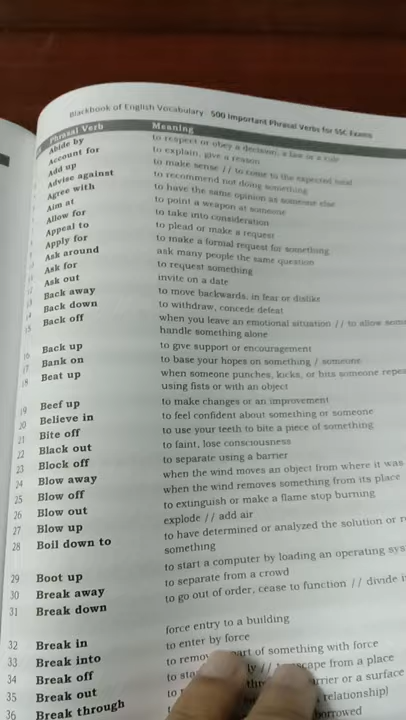 Blackbook of English Vocabulary 500 Important Phrasal Verbs for SSC Exams
Phrasal Verb Meaning
Abide by to respect or obey a decision, a law or a rule
Account for to explain, give a reason
Add up to make sense // to come to the expected total
Advise against to recommend not doing something
Agree with to have the same opinion as someone else
Aim at to point a weapon at someone
Allow for to take into consideration
Appeal to to plead or make a request
Apply for to make a formal request for something
Ask around ask many people the same question
Ask for to request something
Ask out invite on a date
Back away to move backwards, in fear or dislike
14 Back down to withdraw, concede defeat
15 Back off when you leave an emotional situation // to allow
handle something alone
16 Back up to give support or encouragement
17 Bank on to base your hopes on something / someone
18 Beat up when someone punches, kicks, or hits someone
using fists or with an object
19 Beef up to make changes or an improvement
20 Believe in to feel confident about something or someone
21 Bite off to use your teeth to bite a piece of something
22 Black out to faint, lose consciousness
23 Block off to separate using a barrier
24 Blow away when the wind moves an object from where it was
25 Blow off when the wind removes something from its place
26 Blow out to extinguish or make a flame stop burning
27 Blow up explode // add air
28 Boil down to to have determined or analyzed the solution or
something
29 Boot up to start a computer by loading an operating
30 Break away to separate from a crowd
31 Break down to go out of order, cease to function // divide
32 Break in force entry to a building
33 Break into to enter by force
34 Break off part of something with force
35 Break out from a place
36 Break through or a surface
relationship)